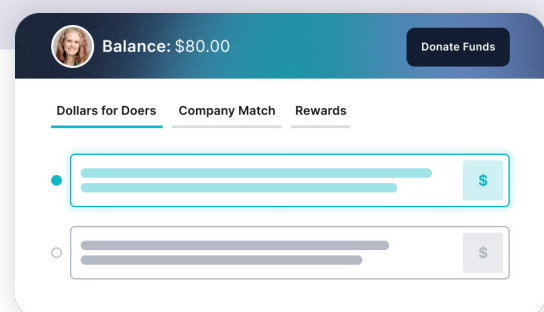 Balance: $80.00
Donate Funds
Dollars for Doers
Company Match
Rewards
$
$